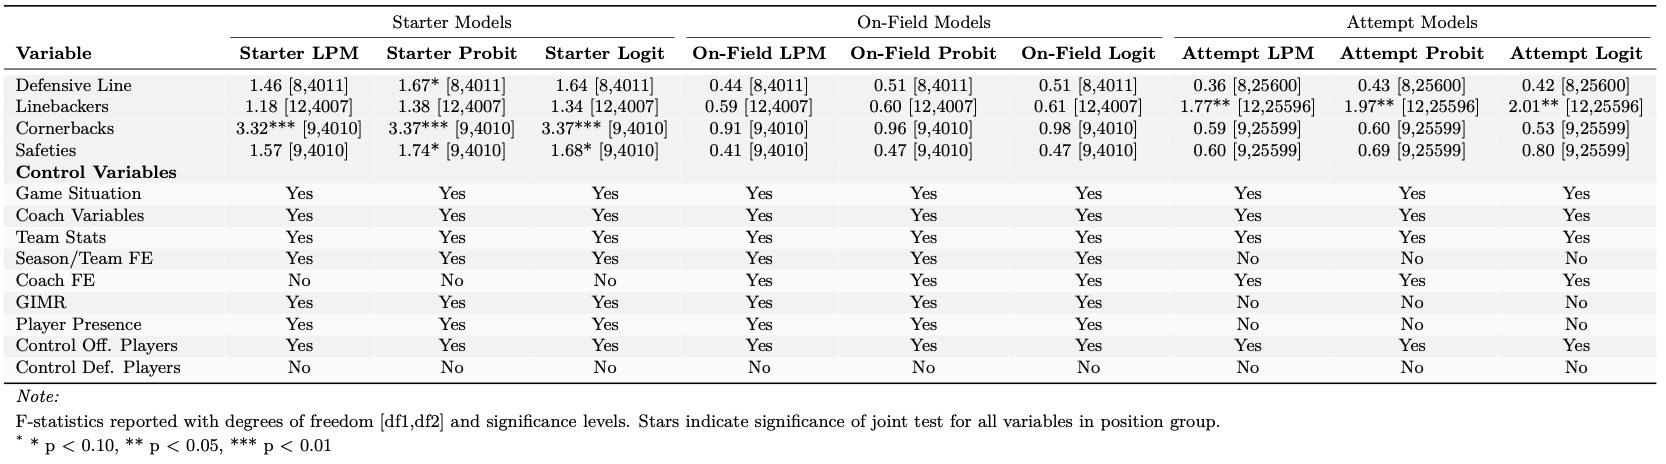 Starter Models On-Field Models Attempt Models
Variable Starter LPM Starter Probit Starter Logit On-Field LPM On-Field Probit On-Field Logit Attempt LPM Attempt Probit Attempt Logit
Defensive Line 1.46 [8,4011] 1.67* [8,4011] 1.64 [8,4011] 0.44 [8,4011] 0.51 [8,4011] 0.51 [8,4011] 0.36 [8,25600] 0.43 [8,25600] 0.42 [8,25600]
Linebackers 1.18 [12,4007] 1.38 [12,4007] 1.34 [12,4007] 0.59 [12,4007] 0.60 [12,4007] 0.61 [12,4007] 1.77** [12,25596] 1.97** [12,25596] 2.01** [12,25596]
Cornerbacks 3.32*** [9,4010] 3.37*** [9,4010] 3.37*** [9,4010] 0.91 [9,4010] 0.96 [9,4010] 0.98 [9,4010] 0.59 [9,25599] 0.60 [9,25599] 0.53 [9,25599]
Safeties 1.57 [9,4010] 1.74* [9,4010] 1.68* [9,4010] 0.41 [9,4010] 0.47 [9,4010] 0.47 [9,4010] 0.60 [9,25599] 0.69 [9,25599] 0.80 [9,25599]
Control Variables
Game Situation Yes Yes Yes Yes Yes Yes Yes Yes Yes
Coach Variables Yes Yes Yes Yes Yes Yes Yes Yes Yes
Team Stats Yes Yes Yes Yes Yes Yes Yes Yes Yes
Season/Team FE Yes Yes Yes Yes Yes Yes No No No
Coach FE No No No Yes Yes Yes Yes Yes Yes
GIMR Yes Yes Yes Yes Yes Yes No No No
Player Presence Yes Yes Yes Yes Yes Yes No No No
Control Off. Players Yes Yes Yes Yes Yes Yes Yes Yes Yes
Control Def. Players No No No No No No No No No
Note:
F-statistics reported with degrees of freedom [df1,df2] and significance levels. Stars indicate significance of joint test for all variables in position group.
* * p < 0.10, ** p < 0.05, *** p < 0.01